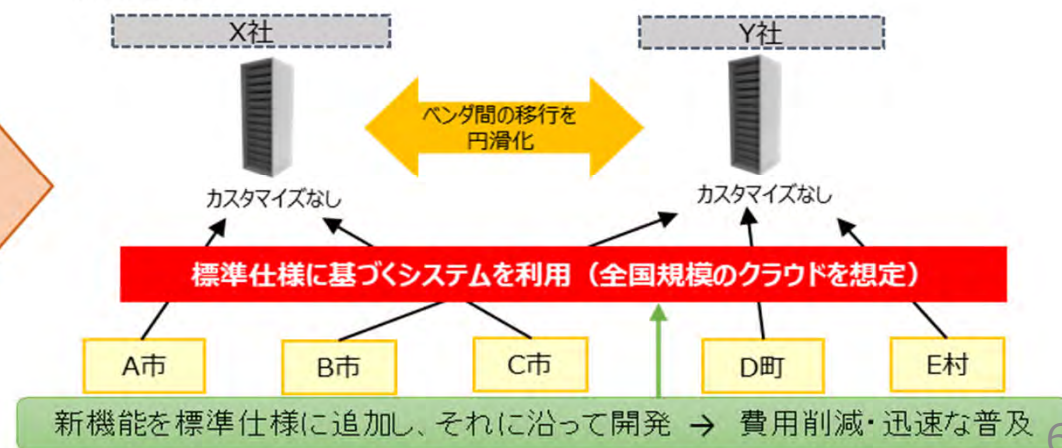 X社
Y社
ベンダ間の移行を
円滑化
カスタマイズなし
カスタマイズなし
標準仕様に基づくシステムを利用（全国規模のクラウドを想定）
A市
B市
C市
D町
E村
新機能を標準仕様に追加し、それに沿って開発 → 費用削減･迅速な普及